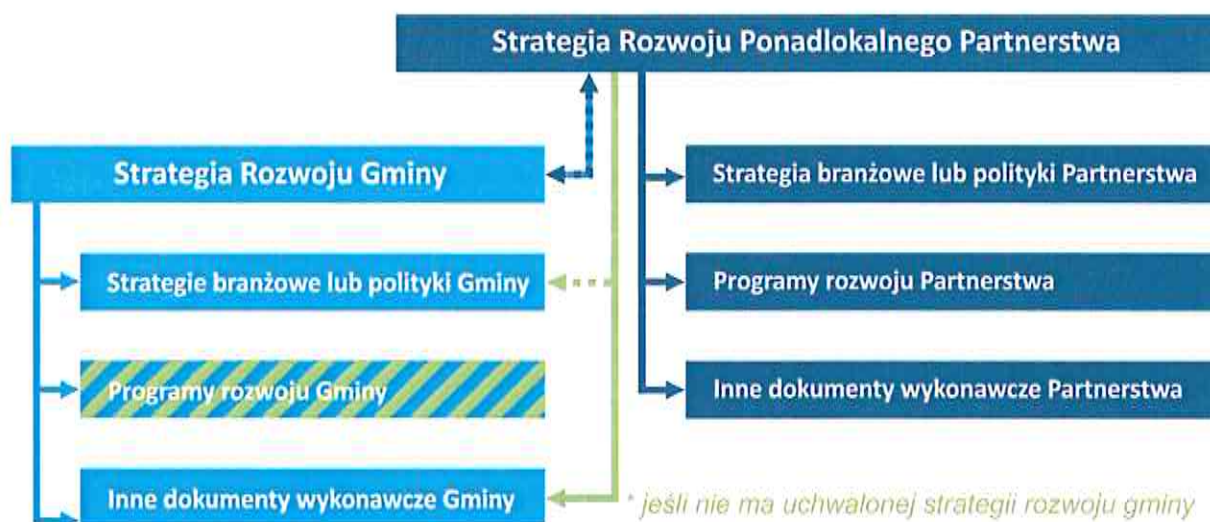 Strategia Rozwoju Ponadlokalnego Partnerstwa
Strategia Rozwoju Gminy
Strategie branżowe lub polityki Gminy
Programy rozwoju Gminy
Inne dokumenty wykonawcze Gminy
Strategia branżowe lub polityki Partnerstwa
Programy rozwoju Partnerstwa
Inne dokumenty wykonawcze Partnerstwa
* jeśli nie ma uchwalonej strategii rozwoju gminy